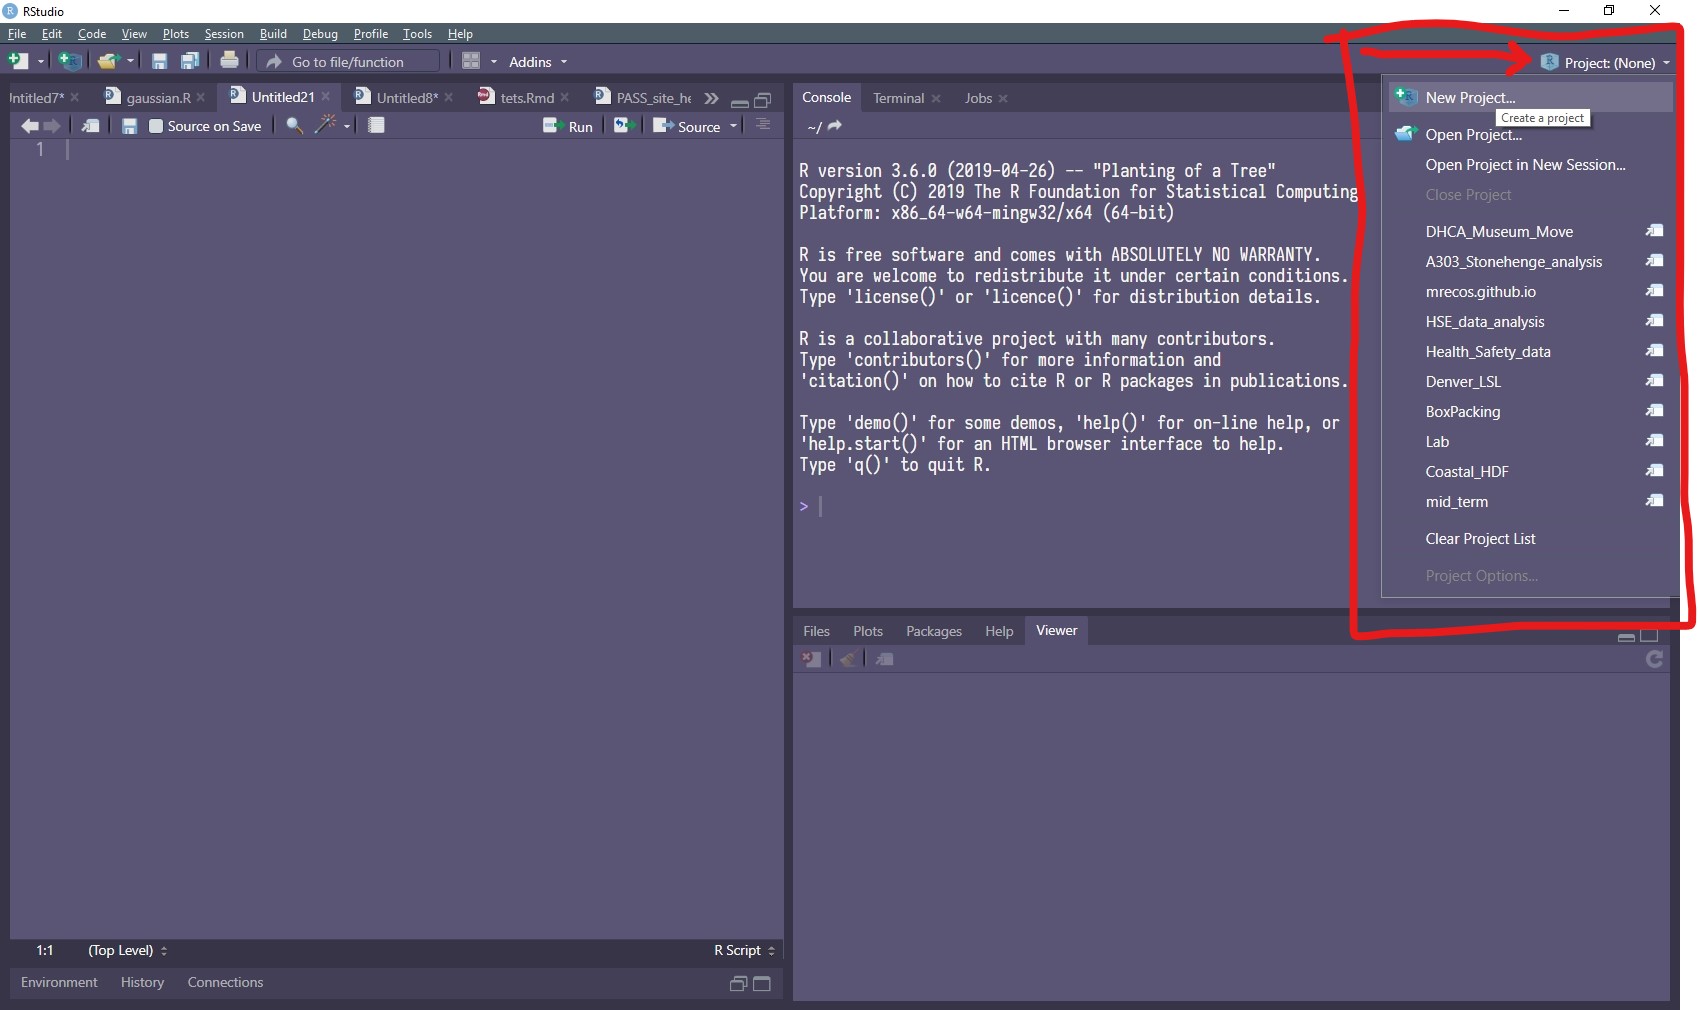 RStudio
File Edit Code View Plots Session Build Debug Profile Tools Help
Go to file/function Addins Project: (None)
Intitled7* gaussian.R Untitled21 Untitled8* tets.Rmd PASS_site_he
Source on Save Run Source
1
1:1 (Top Level) R Script
Environment History Connections
Console Terminal Jobs
~/
R version 3.6.0 (2019-04-26) -- "Planting of a Tree"
Copyright (C) 2019 The R Foundation for Statistical Computing
Platform: x86_64-w64-mingw32/x64 (64-bit)
R is free software and comes with ABSOLUTELY NO WARRANTY.
You are welcome to redistribute it under certain conditions.
Type 'license()' or 'licence()' for distribution details.
R is a collaborative project with many contributors.
Type 'contributors()' for more information and
'citation()' on how to cite R or R packages in publications.
Type 'demo()' for some demos, 'help()' for on-line help, or
'help.start()' for an HTML browser interface to help.
Type 'q()' to quit R.
>
New Project...
Create a project
Open Project...
Open Project in New Session...
Close Project
DHCA_Museum_Move
A303_Stonehenge_analysis
mrecos.github.io
HSE_data_analysis
Health_Safety_data
Denver_LSL
BoxPacking
Lab
Coastal_HDF
mid_term
Clear Project List
Project Options...
Files Plots Packages Help Viewer